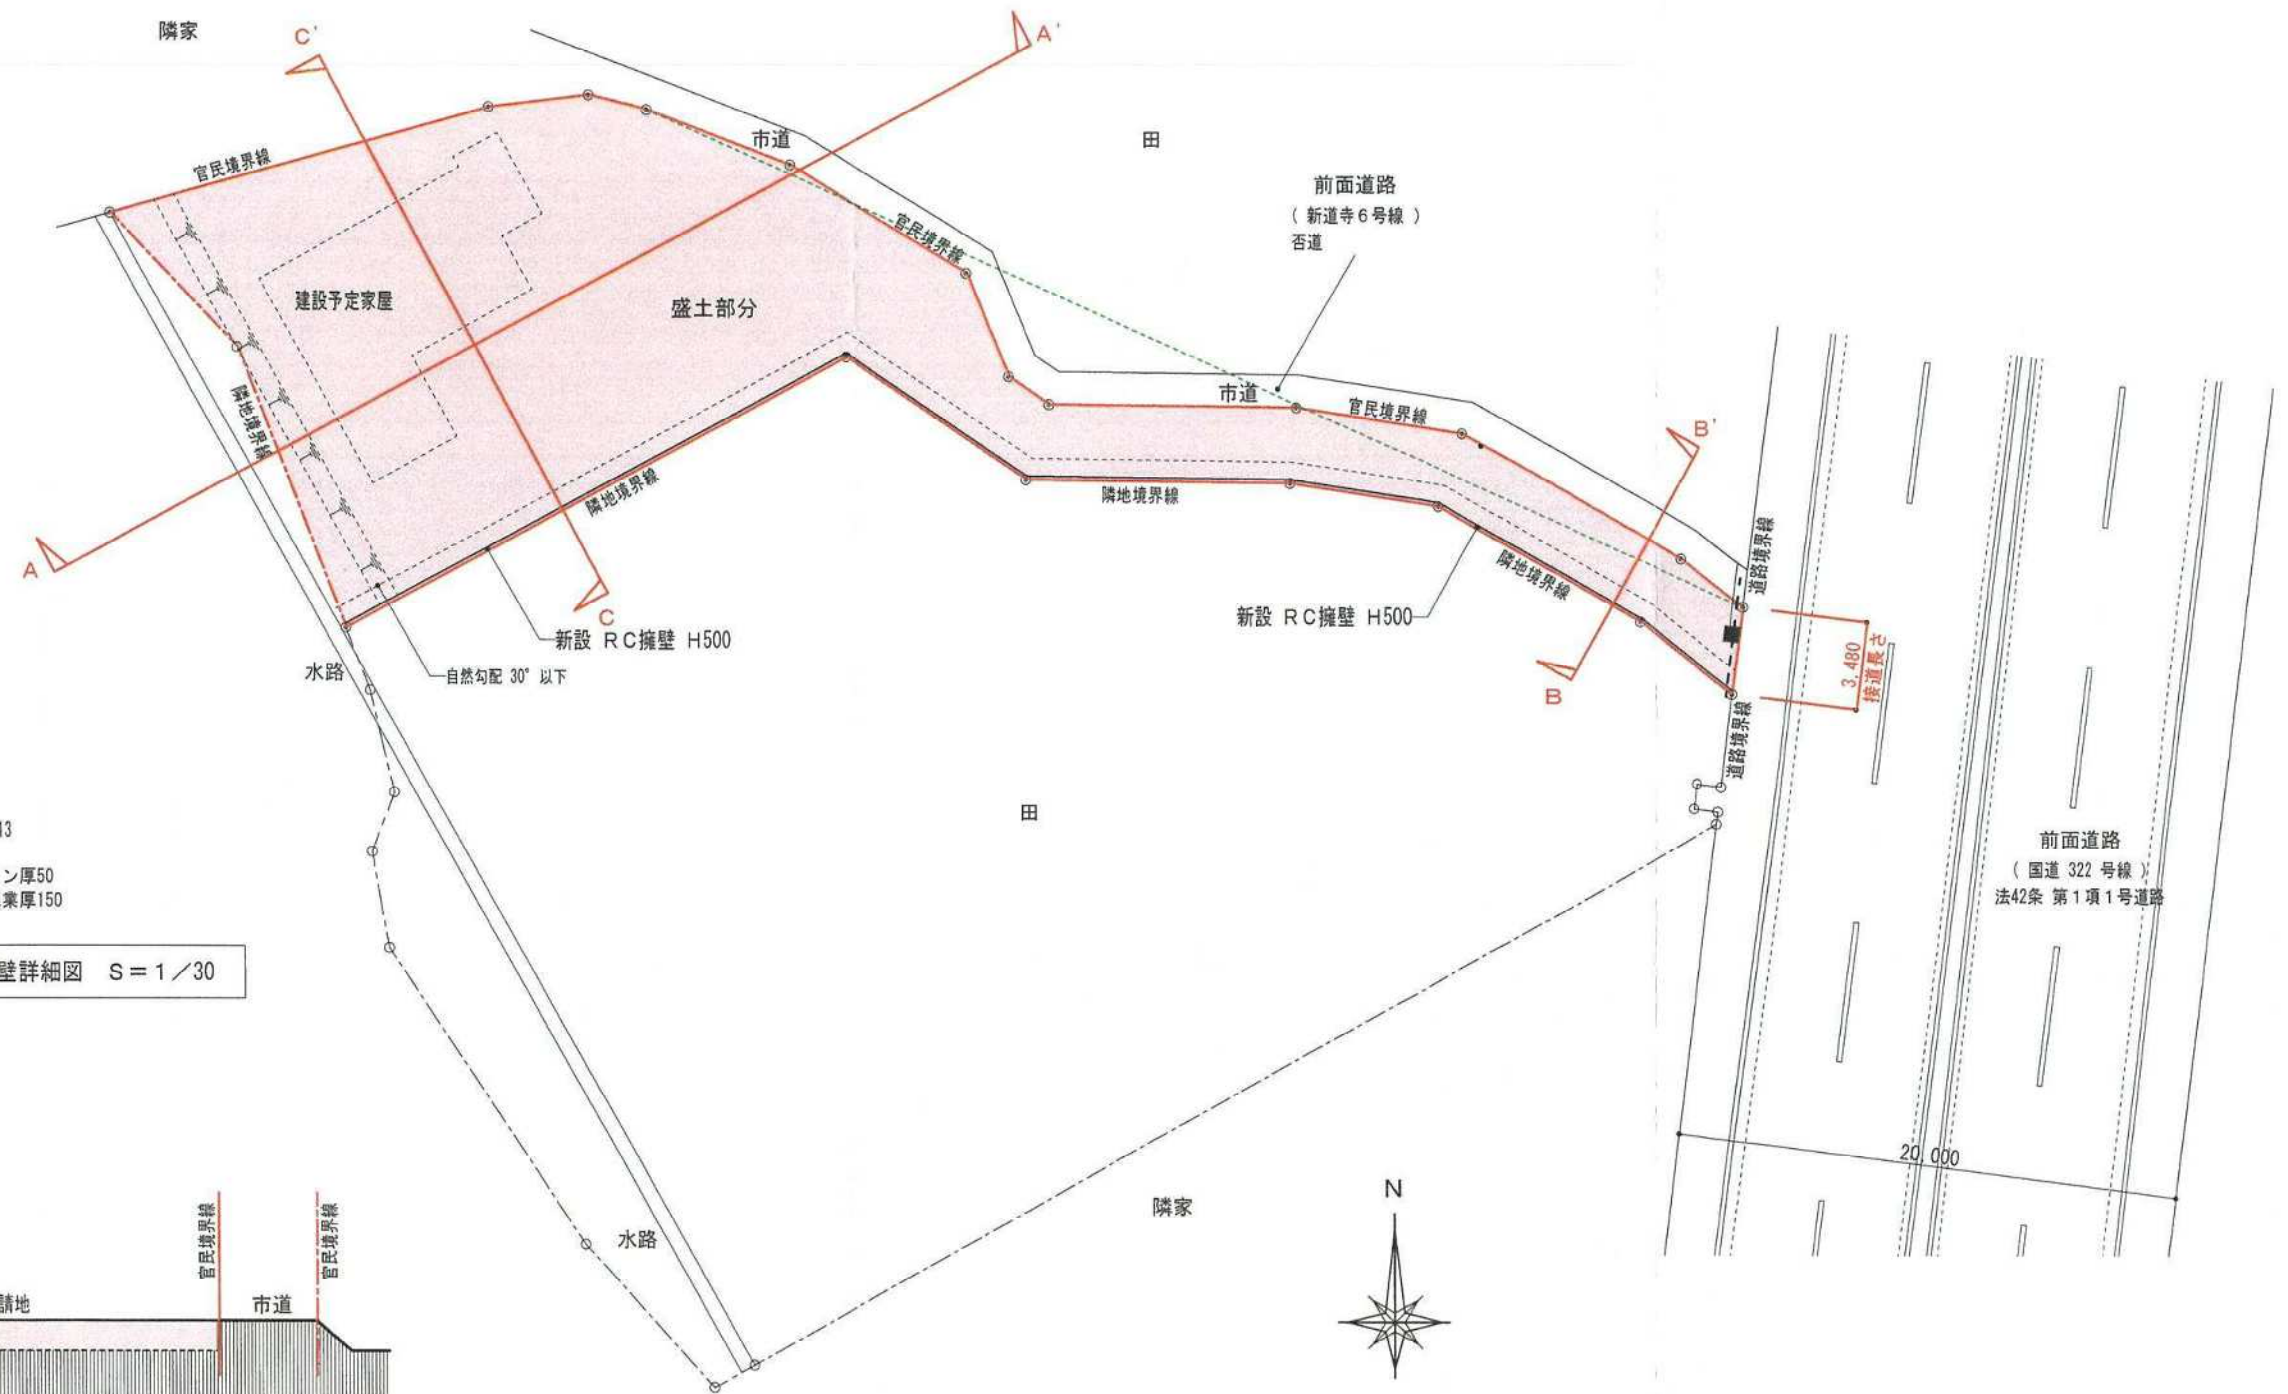 隣家
C'
A'
市道
田
官民境界線
前面道路
( 新道寺6号線 )
否道
官民境界線
建設予定家屋
盛土部分
隣地境界線
市道
官民境界線
B'
隣地境界線
隣地境界線
道路境界線
A
隣地境界線
C
新設 RC擁壁 H500
新設 RC擁壁 H500
3,480
接道長さ
水路
自然勾配 30° 以下
B
道路境界線
田
前面道路
( 国道 322 号線 )
法42条 第1項1号道路
ン厚50
業厚150
壁詳細図 S=1/30
20,000
N
隣家
水路
官民境界線
官民境界線
請地
市道